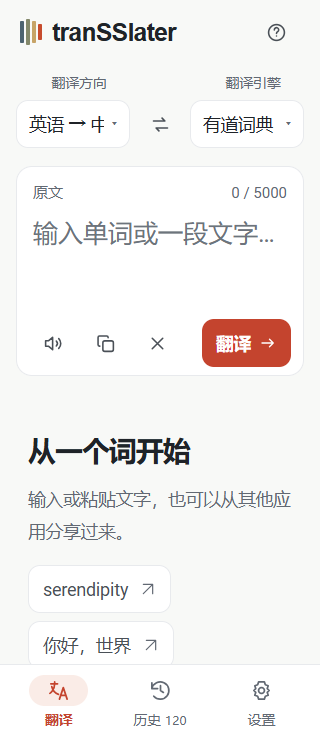 tranSSlater
翻译方向
翻译引擎
英语 → 中
有道词典
原文
0 / 5000
输入单词或一段文字...
翻译 →
从一个词开始
输入或粘贴文字，也可以从其他应
用分享过来。
serendipity
你好，世界
翻译
历史 120
设置